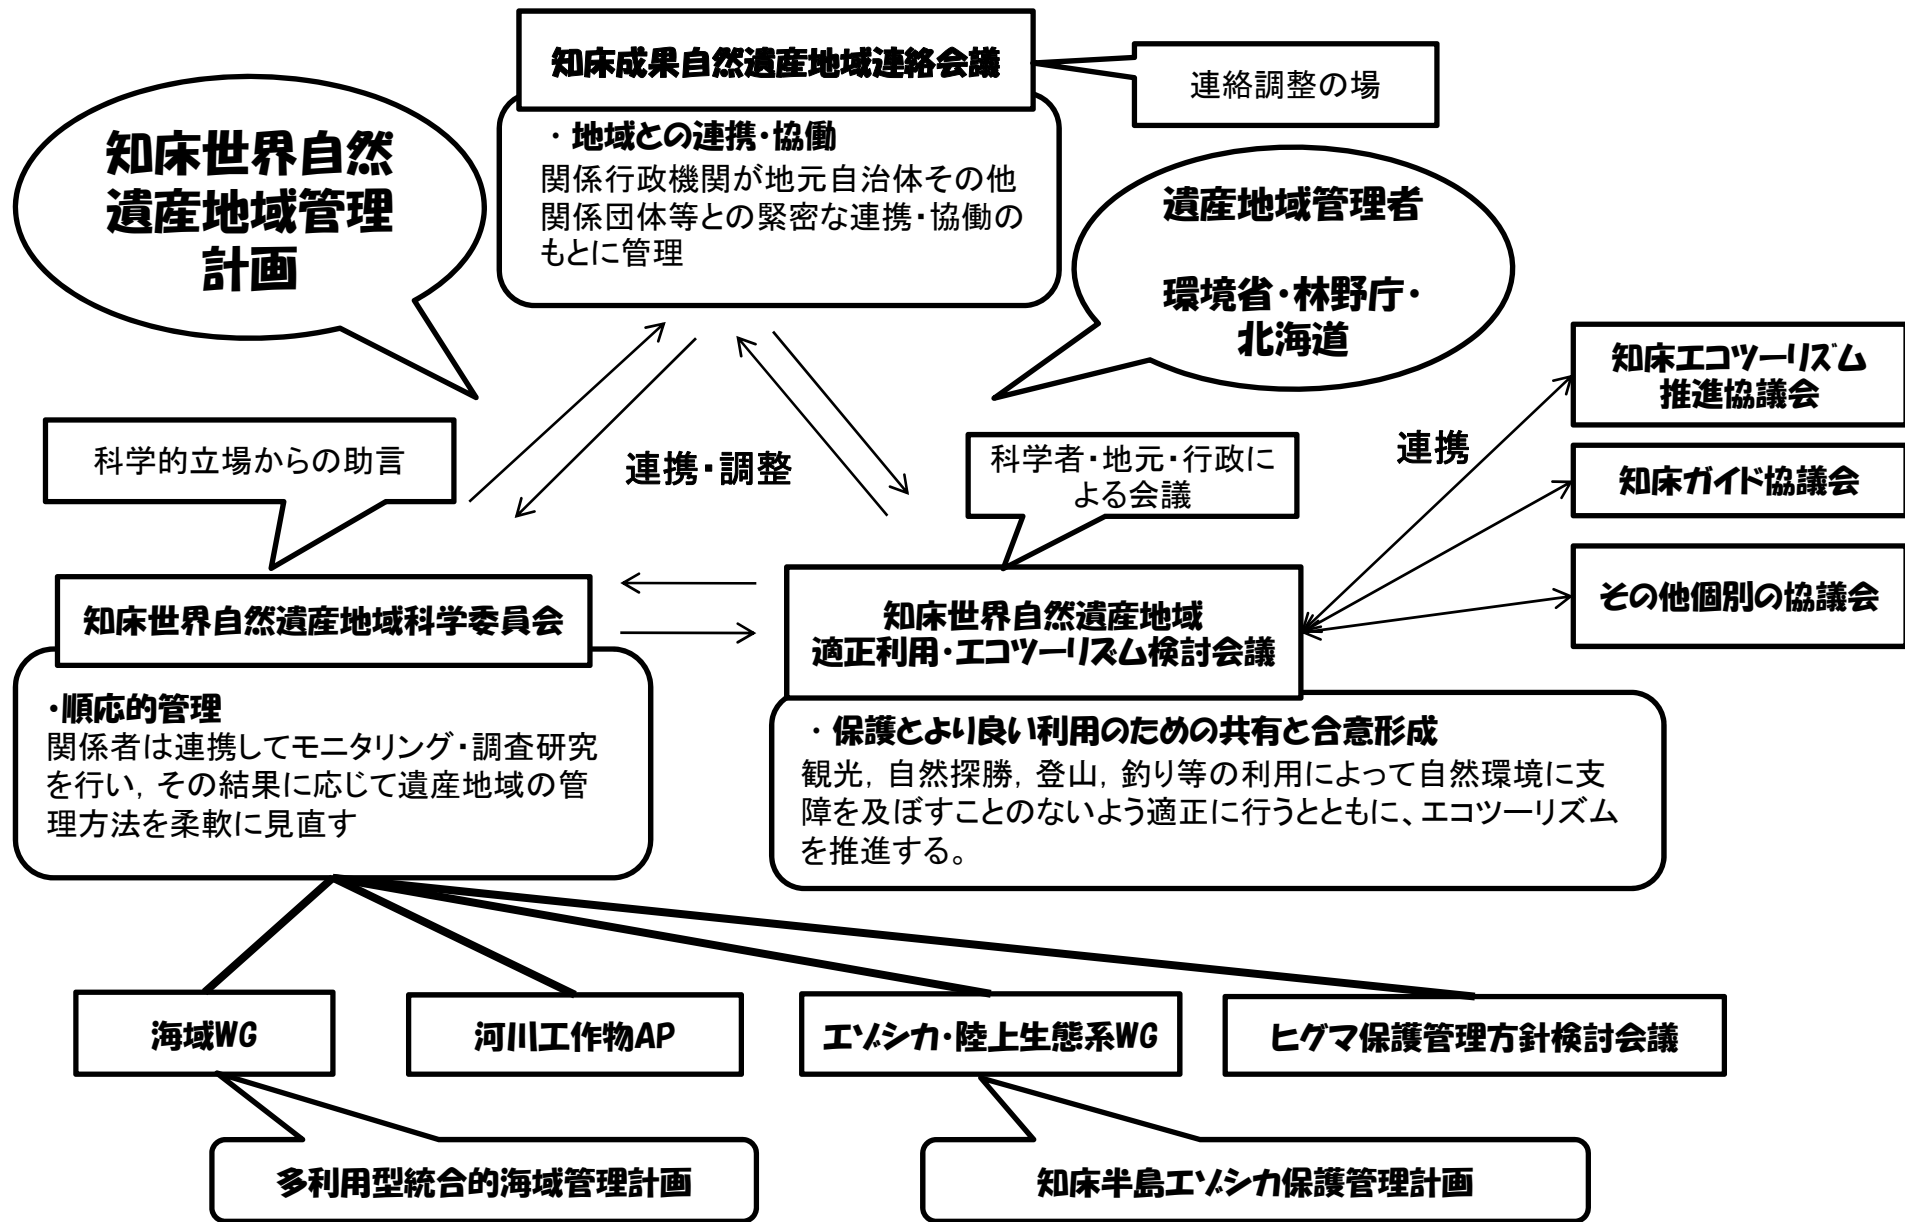 知床成果自然遺産地域連絡会議
連絡調整の場
・地域との連携・協働
関係行政機関が地元自治体その他
関係団体等との緊密な連携・協働の
もとに管理
知床世界自然
遺産地域管理
計画
遺産地域管理者
環境省・林野庁・
北海道
知床エコツーリズム
推進協議会
知床ガイド協議会
その他個別の協議会
連携
科学的立場からの助言
連携・調整
科学者・地元・行政に
よる会議
知床世界自然遺産地域科学委員会
・順応的管理
関係者は連携してモニタリング・調査研究
を行い，その結果に応じて遺産地域の管
理方法を柔軟に見直す
知床世界自然遺産地域
適正利用・エコツーリズム検討会議
・保護とより良い利用のための共有と合意形成
観光，自然探勝，登山，釣り等の利用によって自然環境に支
障を及ぼすことのないよう適正に行うとともに、エコツーリズム
を推進する。
海域WG
河川工作物AP
エゾシカ・陸上生態系WG
ヒグマ保護管理方針検討会議
多利用型統合的海域管理計画
知床半島エゾシカ保護管理計画